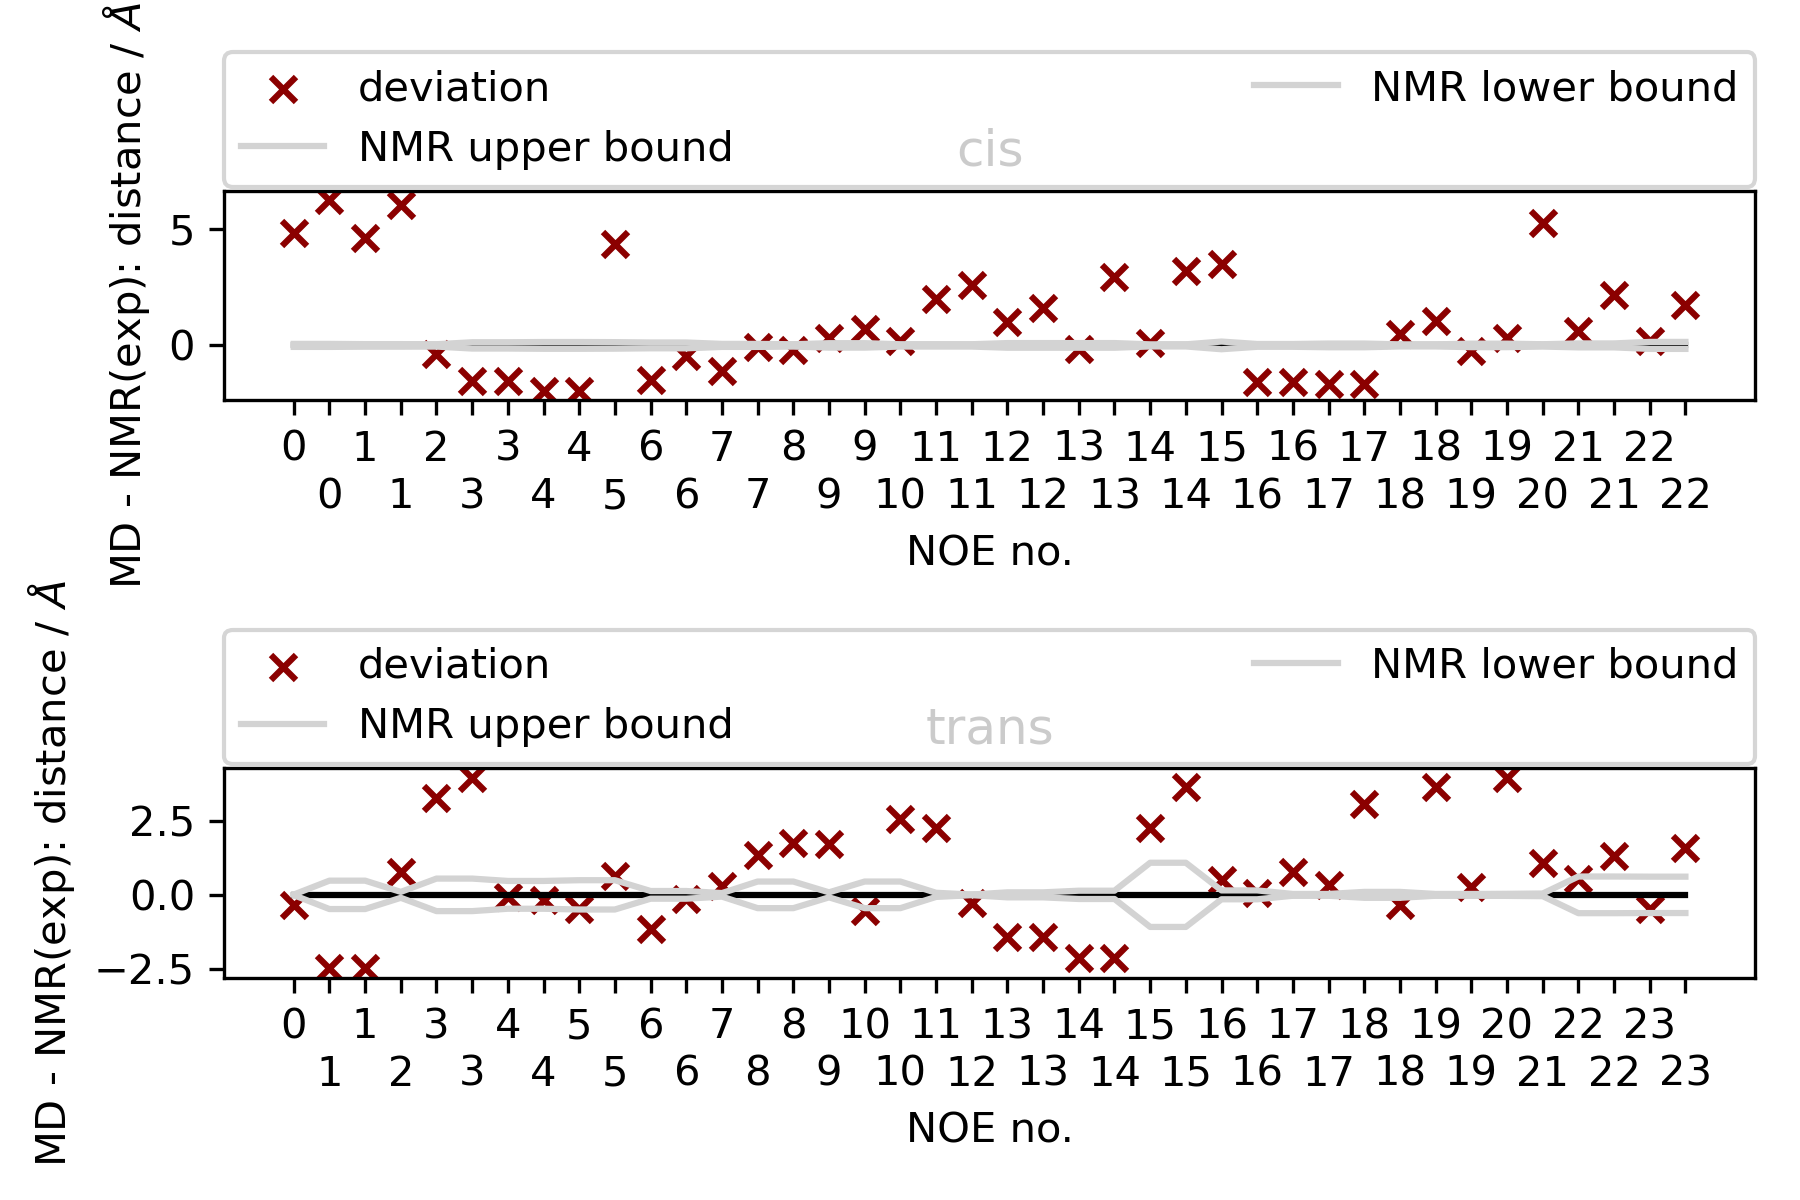 MD - NMR(exp): distance / Å
deviation
NMR upper bound
NMR lower bound
cis
5
0
0 1 2 3 4 6 7 8 9 11 12 13 14 15 16 17 18 19 21 22
0 1 3 4 5 6 7 9 10 11 12 13 14 16 17 18 19 20 21 22
NOE no.
MD - NMR(exp): distance / Å
deviation
NMR upper bound
NMR lower bound
trans
2.5
0.0
−2.5
0 1 3 4 5 6 7 8 10 11 13 14 15 16 17 18 19 20 22 23
1 2 3 4 5 6 8 9 10 12 13 14 15 16 17 18 19 21 22 23
NOE no.